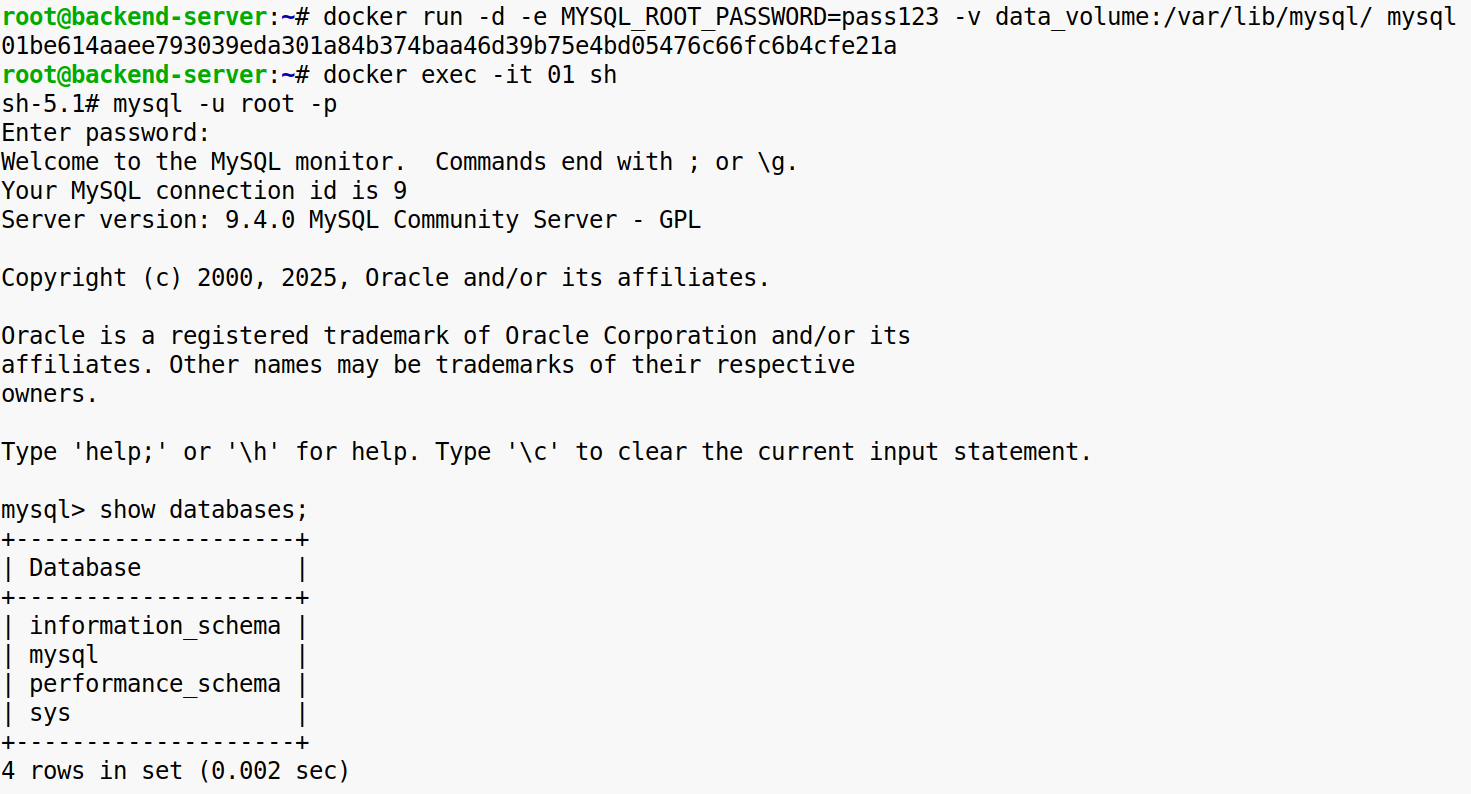 root@backend-server:~# docker run -d -e MYSQL_ROOT_PASSWORD=pass123 -v data_volume:/var/lib/mysql/ mysql
01be614aaee793039eda301a84b374baa46d39b75e4bd05476c66fc6b4cfe21a
root@backend-server:~# docker exec -it 01 sh
sh-5.1# mysql -u root -p
Enter password:
Welcome to the MySQL monitor.  Commands end with ; or \g.
Your MySQL connection id is 9
Server version: 9.4.0 MySQL Community Server - GPL

Copyright (c) 2000, 2025, Oracle and/or its affiliates.

Oracle is a registered trademark of Oracle Corporation and/or its
affiliates. Other names may be trademarks of their respective
owners.

Type 'help;' or '\h' for help. Type '\c' to clear the current input statement.

mysql> show databases;
+--------------------+
| Database           |
+--------------------+
| information_schema |
| mysql              |
| performance_schema |
| sys                |
+--------------------+
4 rows in set (0.002 sec)